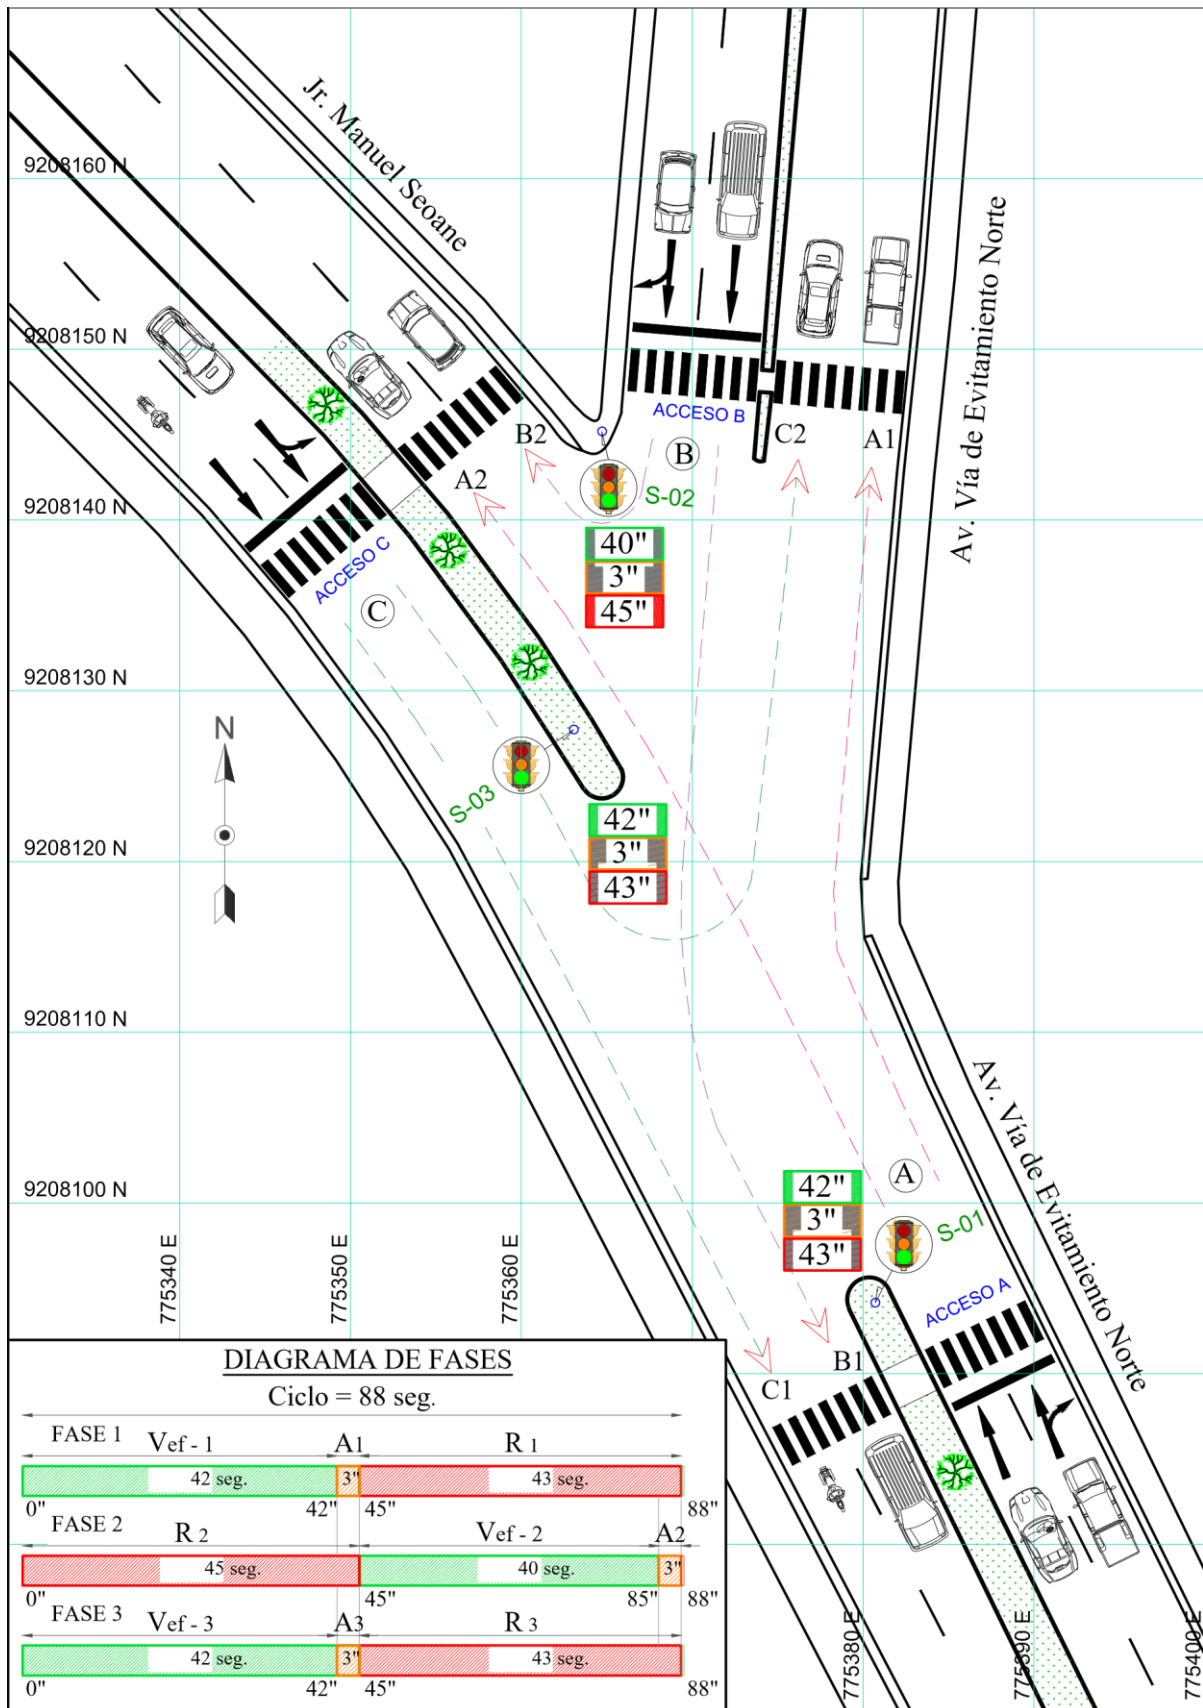 Jr. Manuel Seoane
9208160 N
Av. Vía de Evitamiento Norte
9208150 N
ACCESO B
B2
B
C2
A1
A2
S-02
9208140 N
40"
3"
45"
ACCESO C
C
9208130 N
N
S-03
42"
3"
43"
9208120 N
9208110 N
Av. Vía de Evitamiento Norte
A
9208100 N
42"
3"
43"
S-01
775340 E
775350 E
775360 E
ACCESO A
B1
C1
DIAGRAMA DE FASES
Ciclo = 88 seg.
FASE 1
Vef - 1
A1
R 1
42 seg.
3"
43 seg.
0"
42"
45"
88"
FASE 2
R 2
Vef - 2
A2
45 seg.
40 seg.
3"
0"
45"
85"
88"
FASE 3
Vef - 3
A3
R 3
42 seg.
3"
43 seg.
0"
42"
45"
88"
775380 E
775390 E
775400 E